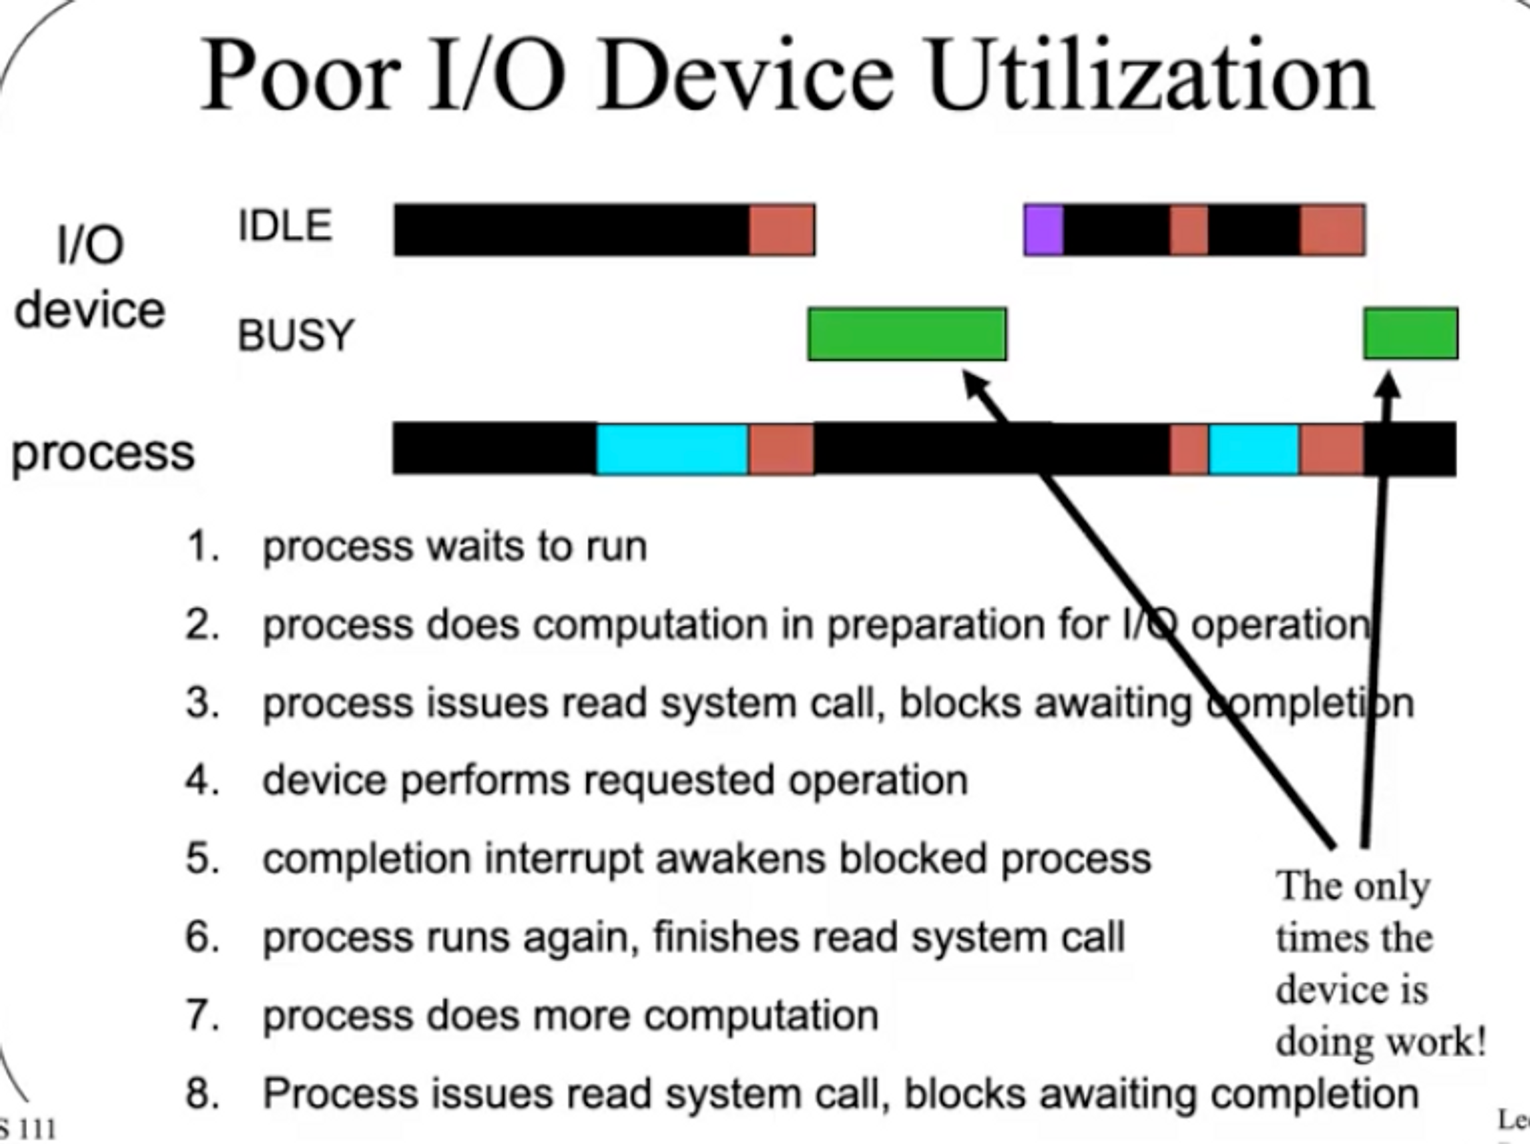 Poor I/O Device Utilization
I/O
device
IDLE
BUSY
process
1. process waits to run
2. process does computation in preparation for I/O operation
3. process issues read system call, blocks awaiting completion
4. device performs requested operation
5. completion interrupt awakens blocked process
6. process runs again, finishes read system call
7. process does more computation
8. Process issues read system call, blocks awaiting completion
The only
times the
device is
doing work!
S 111